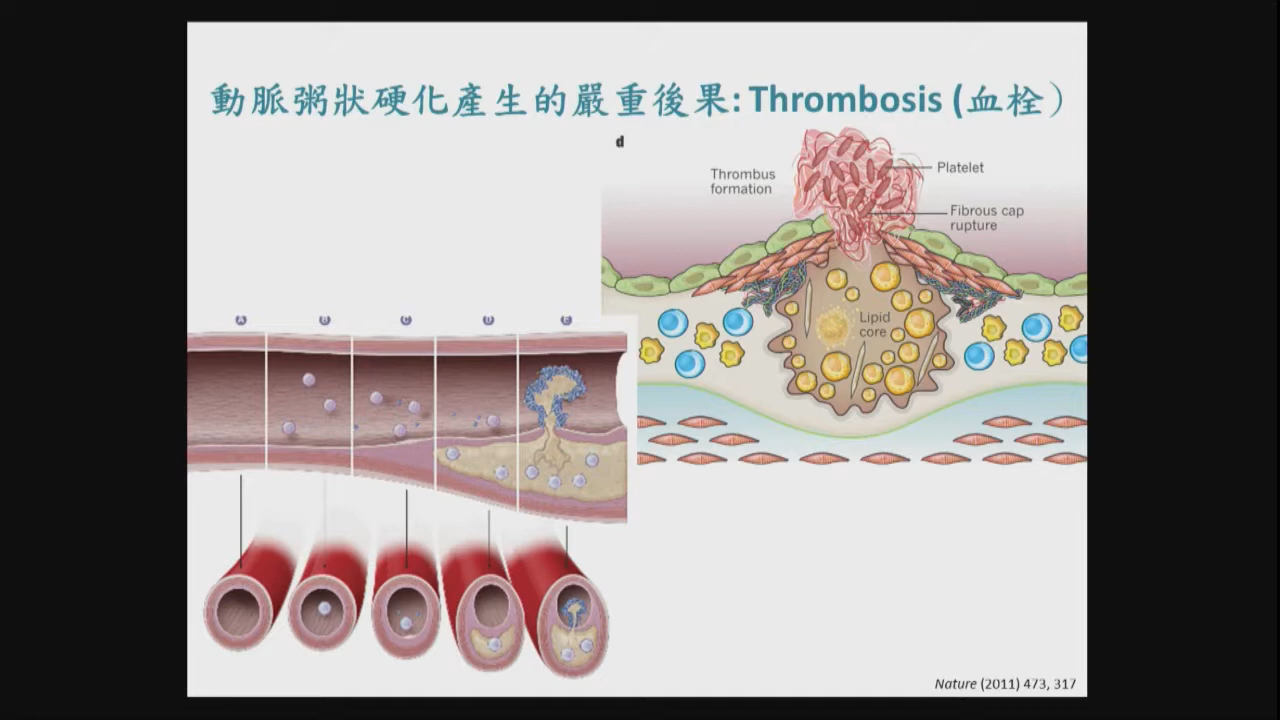 動脈粥狀硬化產生的嚴重後果: Thrombosis (血栓）
d
Thrombus
formation
Platelet
Fibrous cap
rupture
Lipid
core
A B C D E
Nature (2011) 473, 317